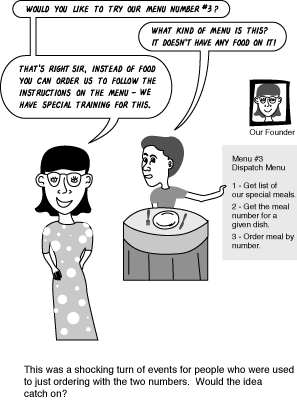 WOULD YOU LIKE TO TRY OUR MENU NUMBER #3?
WHAT KIND OF MENU IS THIS?
IT DOESN'T HAVE ANY FOOD ON IT!
THAT'S RIGHT SIR, INSTEAD OF FOOD
YOU CAN ORDER US TO FOLLOW THE
INSTRUCTIONS ON THE MENU - WE
HAVE SPECIAL TRAINING FOR THIS.
Our Founder
Menu #3
Dispatch Menu
1 - Get list of
our special meals.
2 - Get the meal
number for a
given dish.
3 - Order meal by
number.
This was a shocking turn of events for people who were used
to just ordering with the two numbers.  Would the idea
catch on?